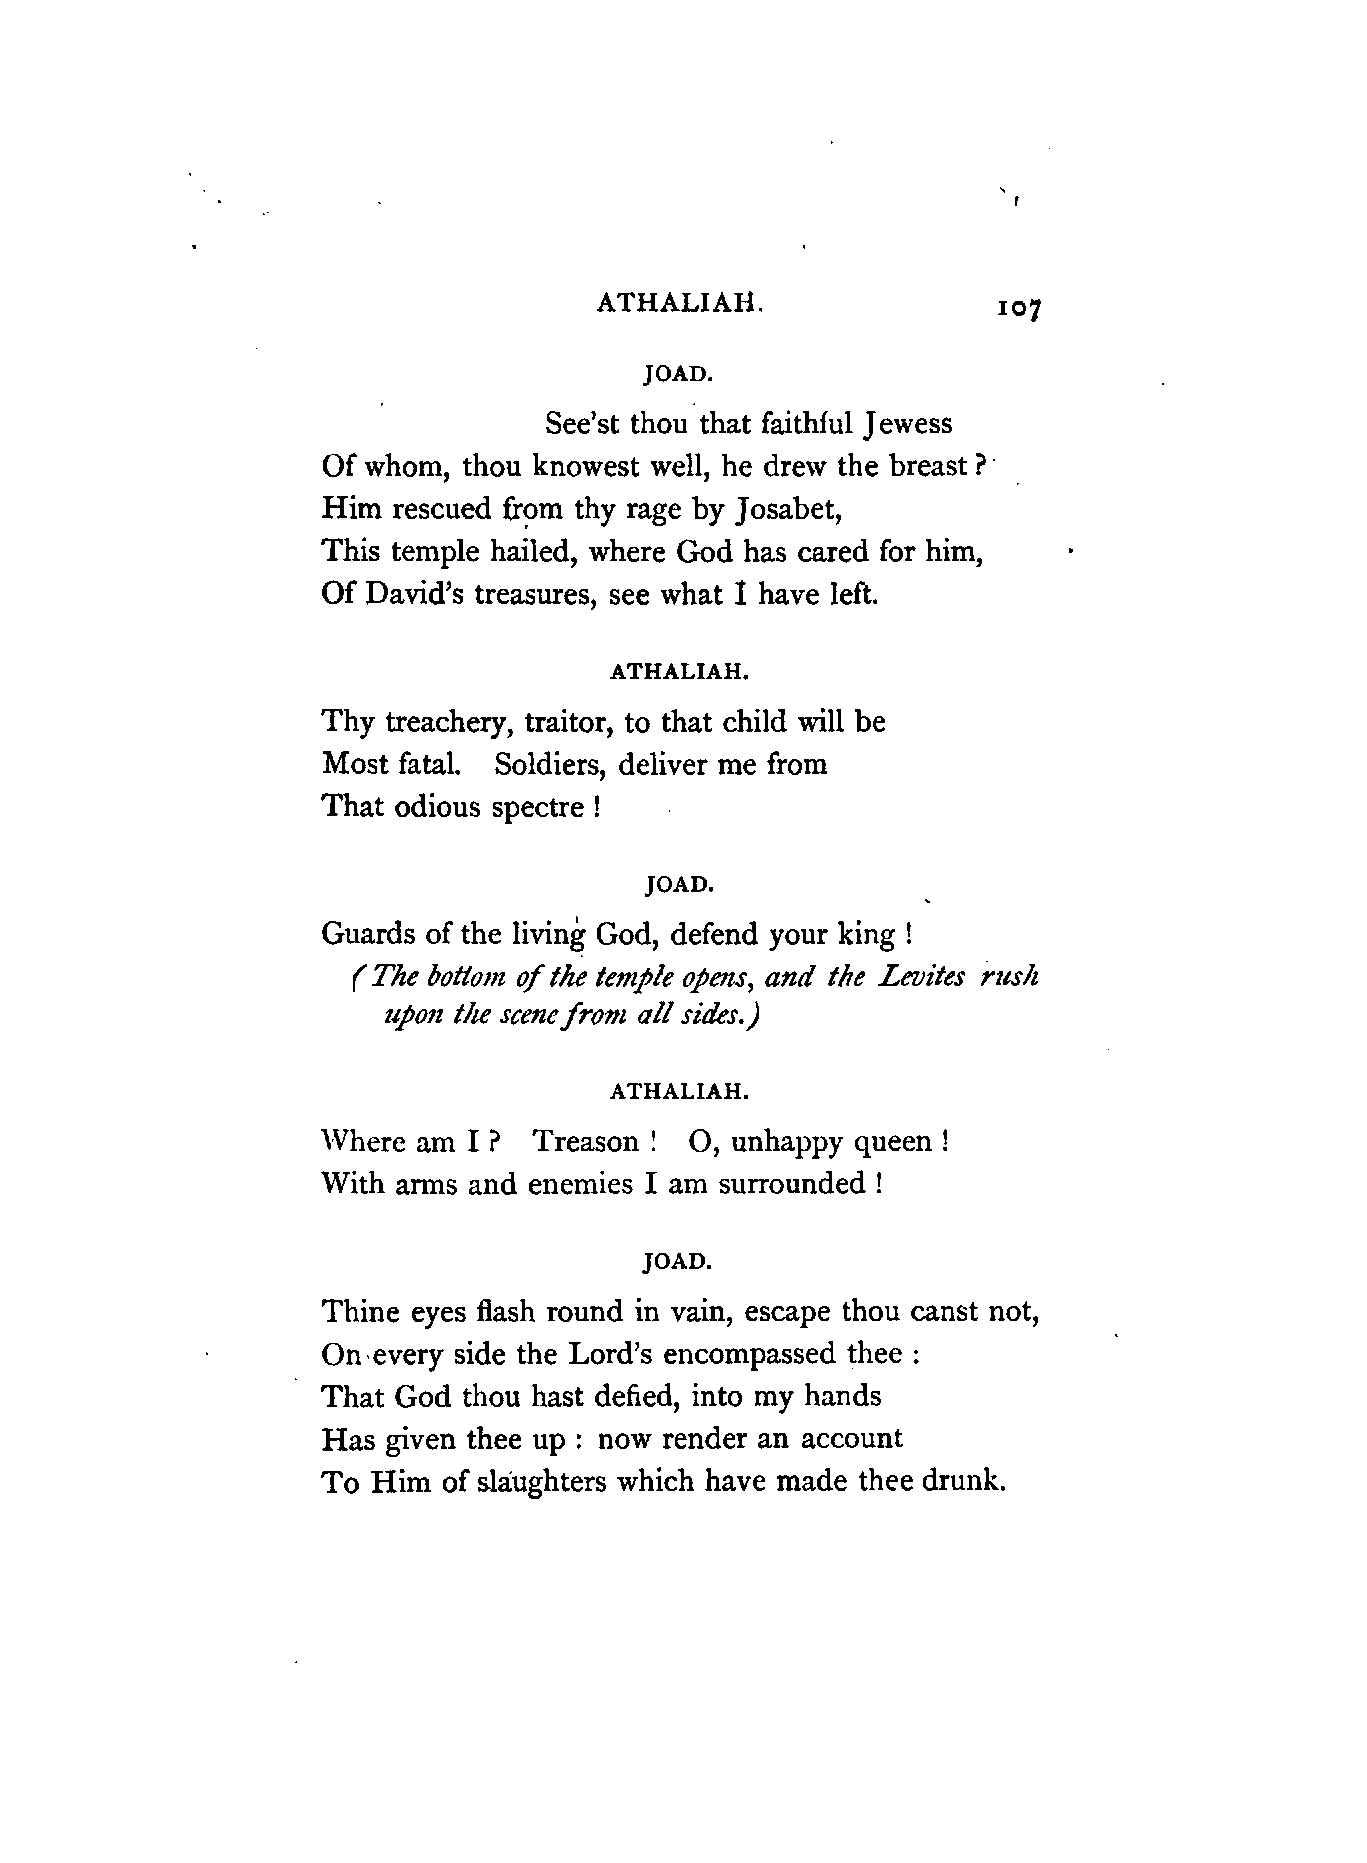 ATHALIAH. 107
JOAD.
See'st thou that faithful Jewess
Of whom, thou knowest well, he drew the breast ?
Him rescued from thy rage by Josabet,
This temple hailed, where God has cared for him,
Of David's treasures, see what I have left.
ATHALIAH.
Thy treachery, traitor, to that child will be
Most fatal. Soldiers, deliver me from
That odious spectre !
JOAD.
Guards of the living God, defend your king !
(The bottom of the temple opens, and the Levites rush
upon the scene from all sides.)
ATHALIAH.
Where am I ? Treason ! O, unhappy queen !
With arms and enemies I am surrounded !
JOAD.
Thine eyes flash round in vain, escape thou canst not,
On every side the Lord's encompassed thee :
That God thou hast defied, into my hands
Has given thee up : now render an account
To Him of slaughters which have made thee drunk.